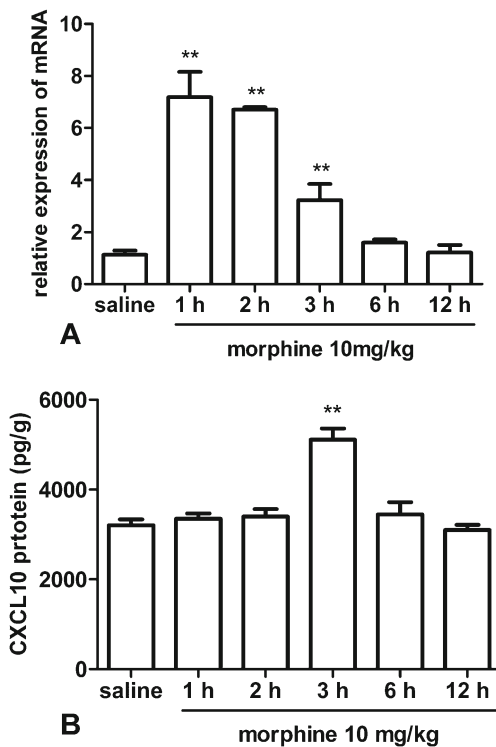 relative expression of mRNA
10
8
6
4
2
0
**
**
**
saline 1 h 2 h 3 h 6 h 12 h
A
morphine 10mg/kg
CXCL10 prtotein (pg/g)
6000
4000
2000
0
**
saline 1 h 2 h 3 h 6 h 12 h
B
morphine 10 mg/kg